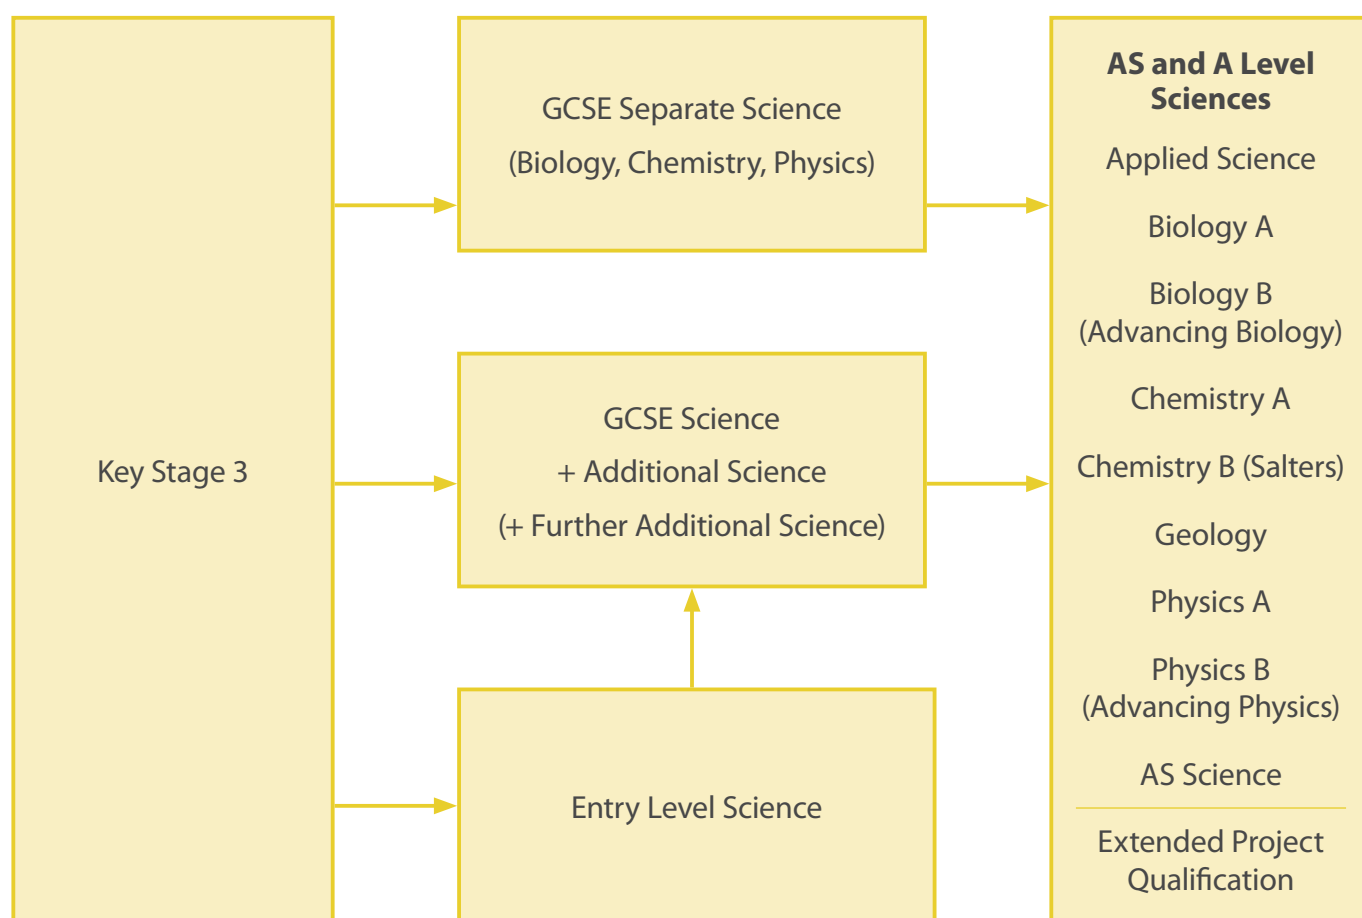 Key Stage 3
GCSE Separate Science
(Biology, Chemistry, Physics)
GCSE Science
+ Additional Science
(+ Further Additional Science)
Entry Level Science
AS and A Level
Sciences
Applied Science
Biology A
Biology B
(Advancing Biology)
Chemistry A
Chemistry B (Salters)
Geology
Physics A
Physics B
(Advancing Physics)
AS Science
Extended Project
Qualification